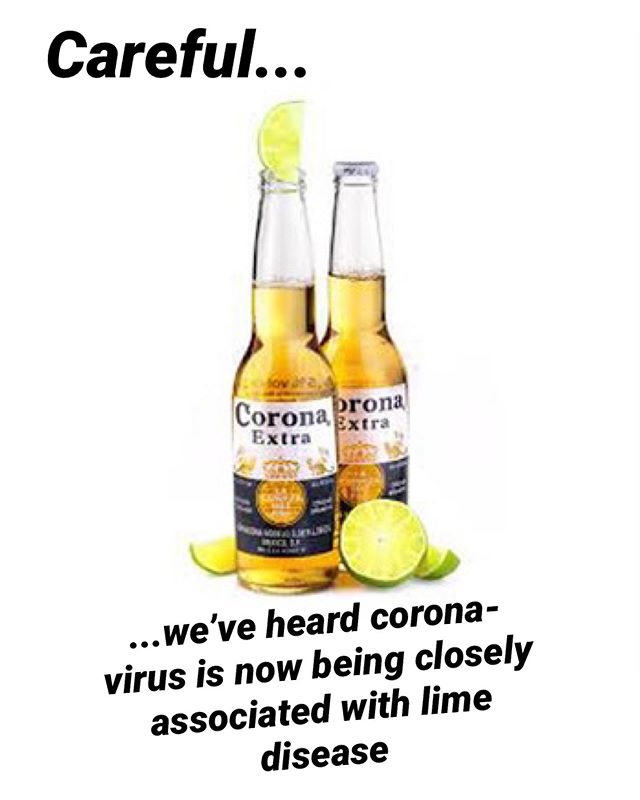 Careful...
Corona
Extra
orona
Extra
...we've heard corona-
virus is now being closely
associated with lime
disease